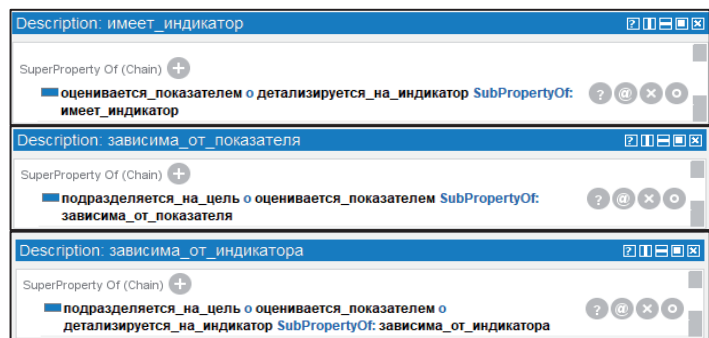 Description: имеет_индикатор
SuperProperty Of (Chain)
оценивается_показателем o детализируется_на_индикатор SubPropertyOf:
имеет_индикатор
Description: зависима_от_показателя
SuperProperty Of (Chain)
подразделяется_на_цель o оценивается_показателем SubPropertyOf:
зависима_от_показателя
Description: зависима_от_индикатора
SuperProperty Of (Chain)
подразделяется_на_цель o оценивается_показателем o
детализируется_на_индикатор SubPropertyOf: зависима_от_индикатора